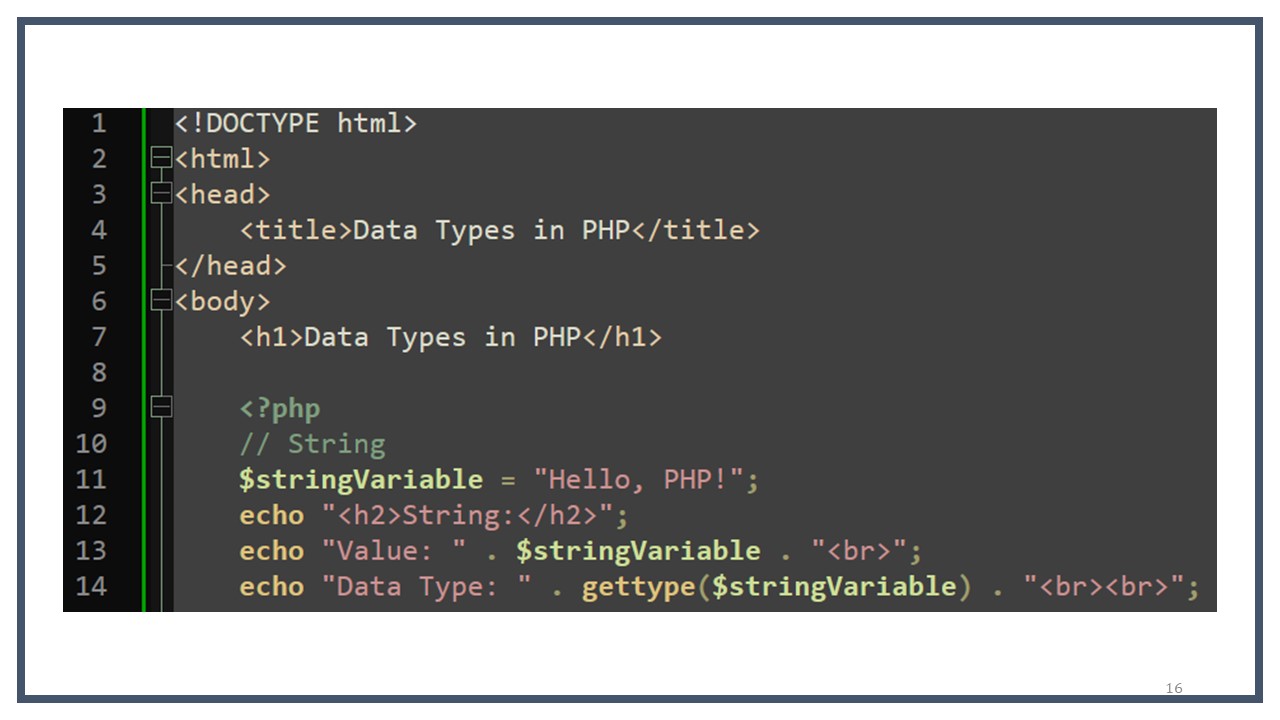 1 <!DOCTYPE html>
2 <html>
3 <head>
4     <title>Data Types in PHP</title>
5 </head>
6 <body>
7     <h1>Data Types in PHP</h1>
8
9     <?php
10     // String
11     $stringVariable = "Hello, PHP!";
12     echo "<h2>String:</h2>";
13     echo "Value: " . $stringVariable . "<br>";
14     echo "Data Type: " . gettype($stringVariable) . "<br><br>";
16